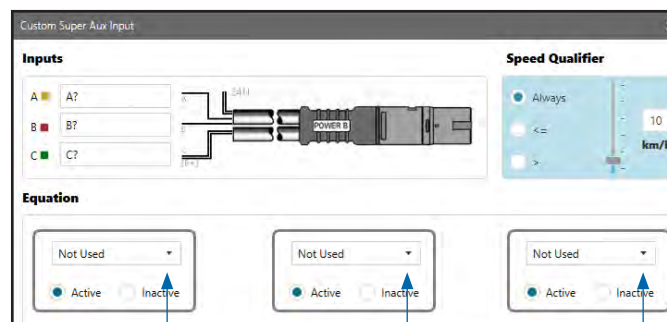 Custom Super Aux Input
Inputs
Speed Qualifier
A A?
B B?
C C?
A
B
C
POWER B
Always
<=
>
10
km/
Equation
Not Used
Active Inactive
Not Used
Active Inactive
Not Used
Active Inactive